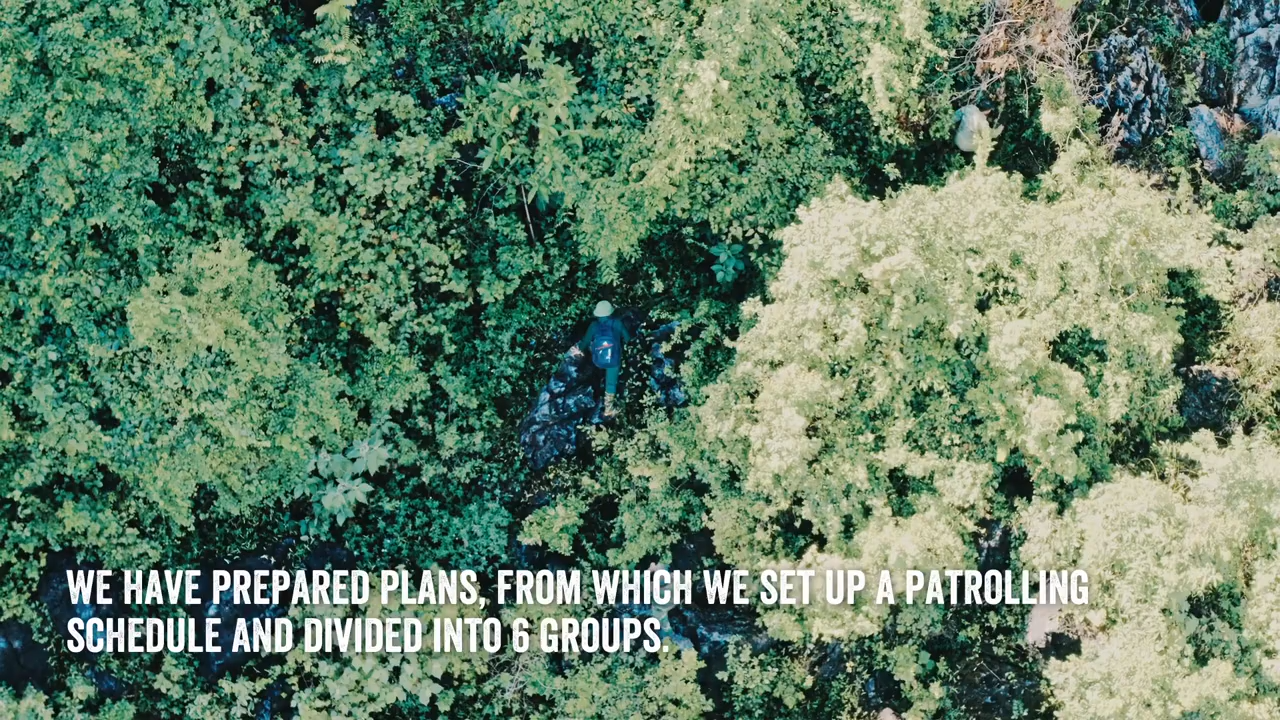 WE HAVE PREPARED PLANS, FROM WHICH WE SET UP A PATROLLING
SCHEDULE AND DIVIDED INTO 6 GROUPS.